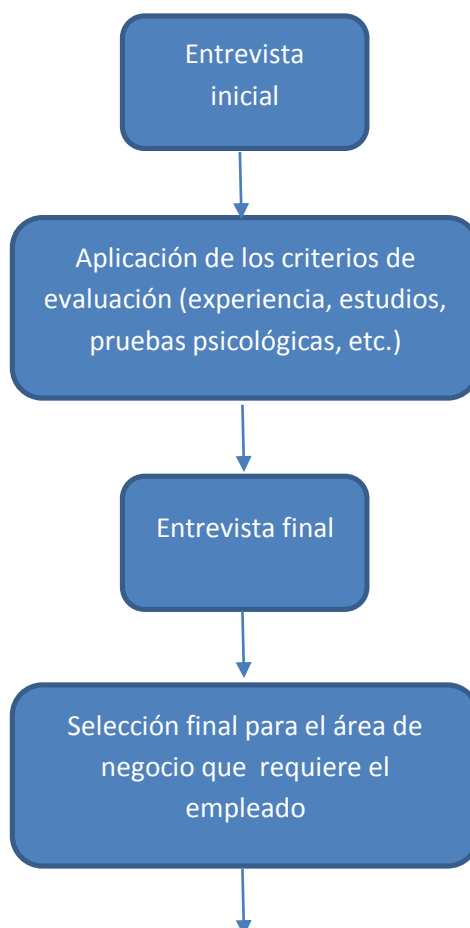 Entrevista
inicial
Aplicación de los criterios de
evaluación (experiencia, estudios,
pruebas psicológicas, etc.)
Entrevista final
Selección final para el área de
negocio que  requiere el
empleado